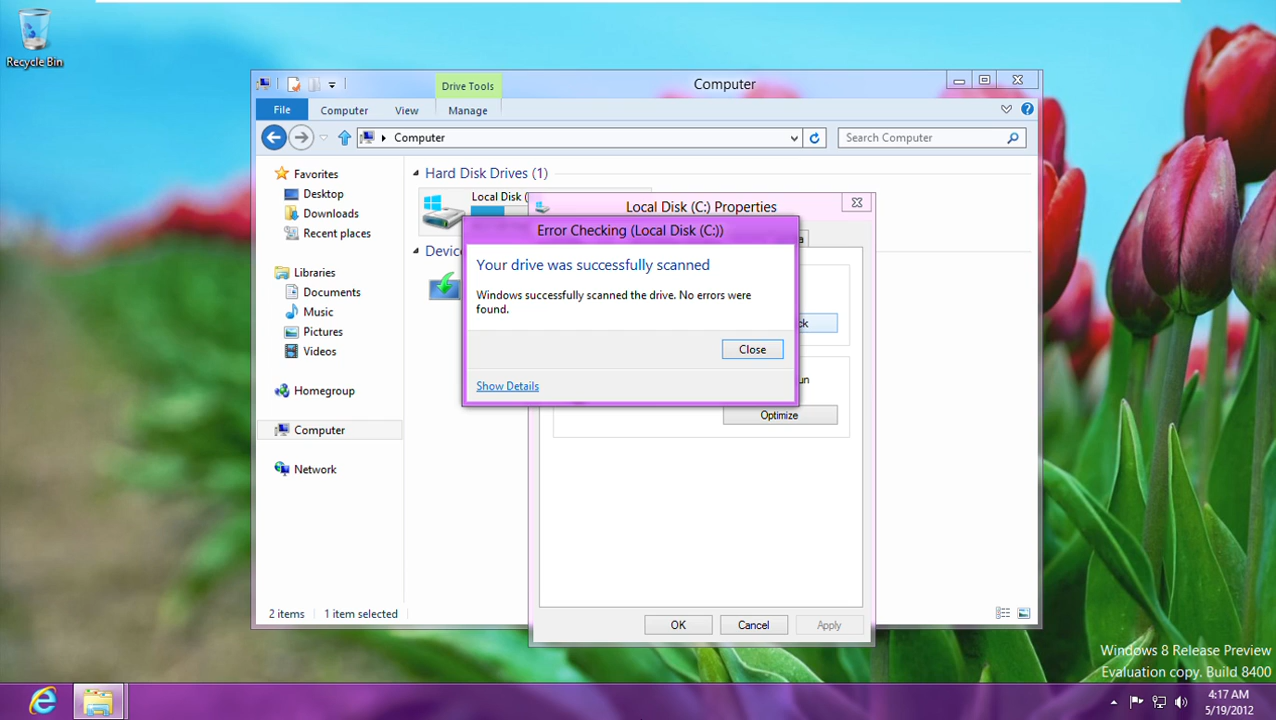 Recycle Bin
Drive Tools
Computer
File
Computer
View
Manage
Computer
Search Computer
Favorites
Desktop
Downloads
Recent places
Libraries
Documents
Music
Pictures
Videos
Homegroup
Computer
Network
Hard Disk Drives (1)
Local Disk (
Device
Local Disk (C:) Properties
Error Checking (Local Disk (C:))
Your drive was successfully scanned
Windows successfully scanned the drive. No errors were
found.
Close
Show Details
Optimize
OK
Cancel
Apply
2 items
1 item selected
Windows 8 Release Preview
Evaluation copy. Build 8400
4:17 AM
5/19/2012